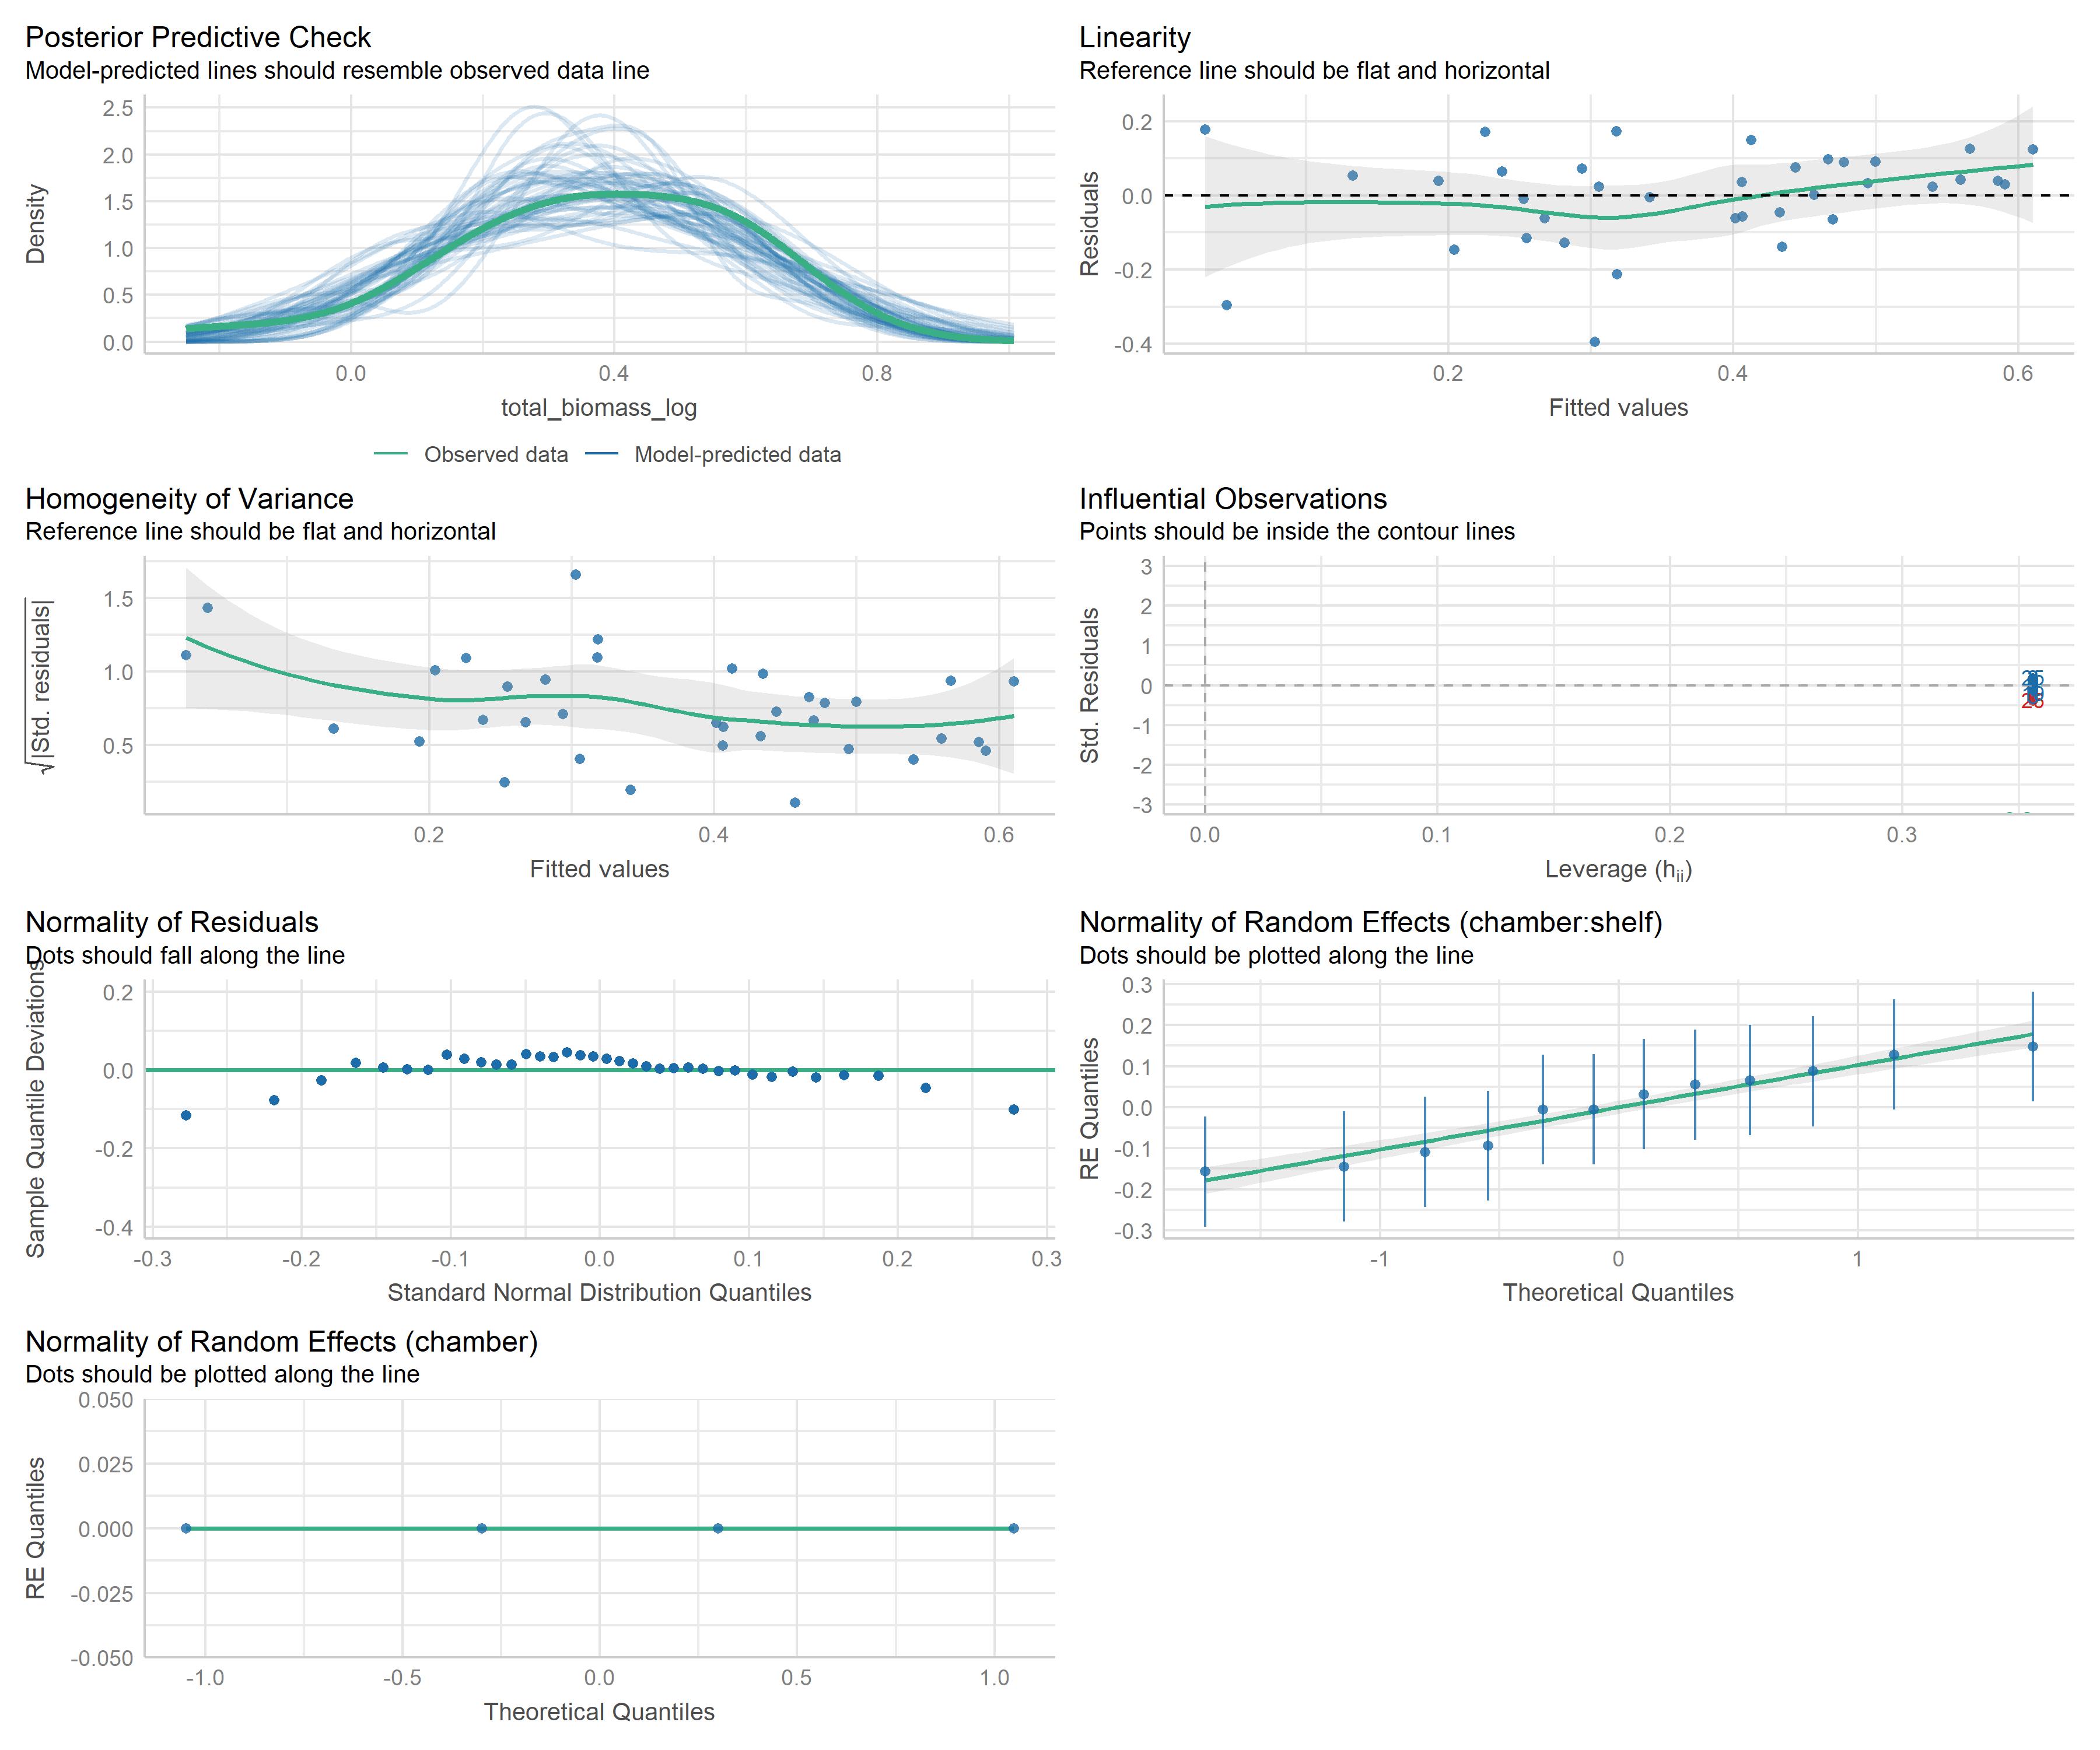 Posterior Predictive Check
Model-predicted lines should resemble observed data line
Density
2.5
2.0
1.5
1.0
0.5
0.0
0.0 0.4 0.8
total_biomass_log
Observed data Model-predicted data
Linearity
Reference line should be flat and horizontal
Residuals
0.2
0.0
-0.2
-0.4
0.2 0.4 0.6
Fitted values
Homogeneity of Variance
Reference line should be flat and horizontal
√|Std. residuals|
1.5
1.0
0.5
0.2 0.4 0.6
Fitted values
Influential Observations
Points should be inside the contour lines
Std. Residuals
3
2
1
0
-1
-2
-3
0.0 0.1 0.2 0.3
Leverage (hii)
Normality of Residuals
Dots should fall along the line
Sample Quantile Deviations
0.2
0.0
-0.2
-0.4
-0.3 -0.2 -0.1 0.0 0.1 0.2 0.3
Standard Normal Distribution Quantiles
Normality of Random Effects (chamber:shelf)
Dots should be plotted along the line
RE Quantiles
0.3
0.2
0.1
0.0
-0.1
-0.2
-0.3
-1 0 1
Theoretical Quantiles
Normality of Random Effects (chamber)
Dots should be plotted along the line
RE Quantiles
0.050
0.025
0.000
-0.025
-0.050
-1.0 -0.5 0.0 0.5 1.0
Theoretical Quantiles